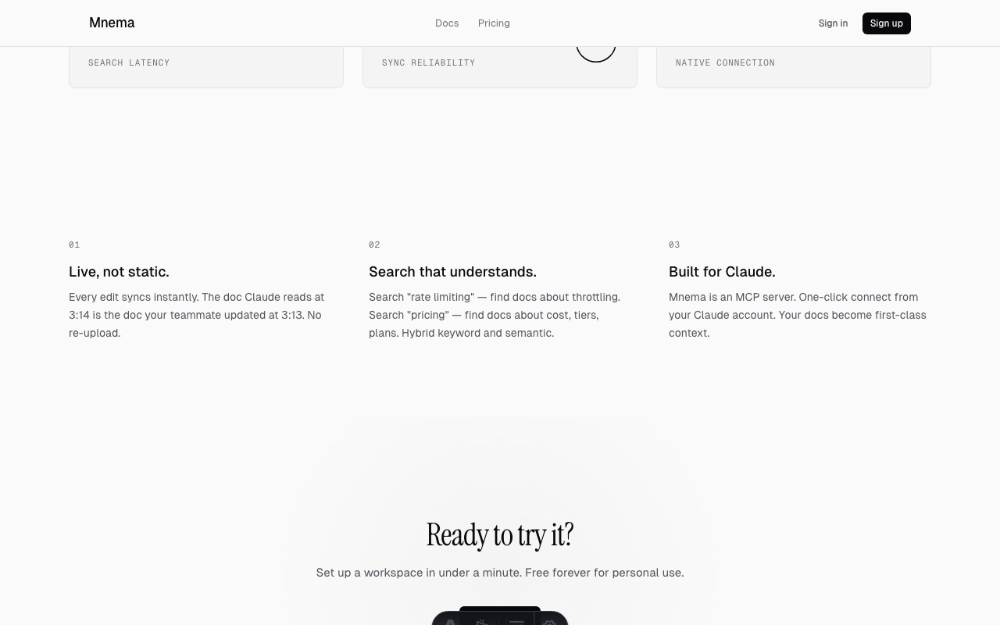 Mnema
Docs
Pricing
Sign in
Sign up
SEARCH LATENCY
SYNC RELIABILITY
NATIVE CONNECTION
01
Live, not static.
Every edit syncs instantly. The doc Claude reads at
3:14 is the doc your teammate updated at 3:13. No
re-upload.
02
Search that understands.
Search "rate limiting" — find docs about throttling.
Search "pricing" — find docs about cost, tiers,
plans. Hybrid keyword and semantic.
03
Built for Claude.
Mnema is an MCP server. One-click connect from
your Claude account. Your docs become first-class
context.
Ready to try it?
Set up a workspace in under a minute. Free forever for personal use.